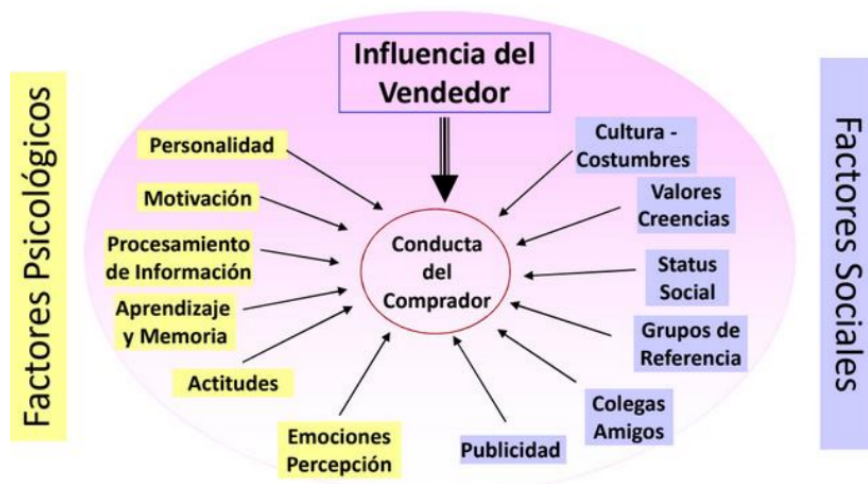 Influencia del
Vendedor
Factores Psicológicos
Personalidad
Motivación
Procesamiento
de Información
Aprendizaje
y Memoria
Actitudes
Emociones
Percepción
Conducta
del
Comprador
Cultura -
Costumbres
Valores
Creencias
Status
Social
Grupos de
Referencia
Colegas
Amigos
Publicidad
Factores Sociales